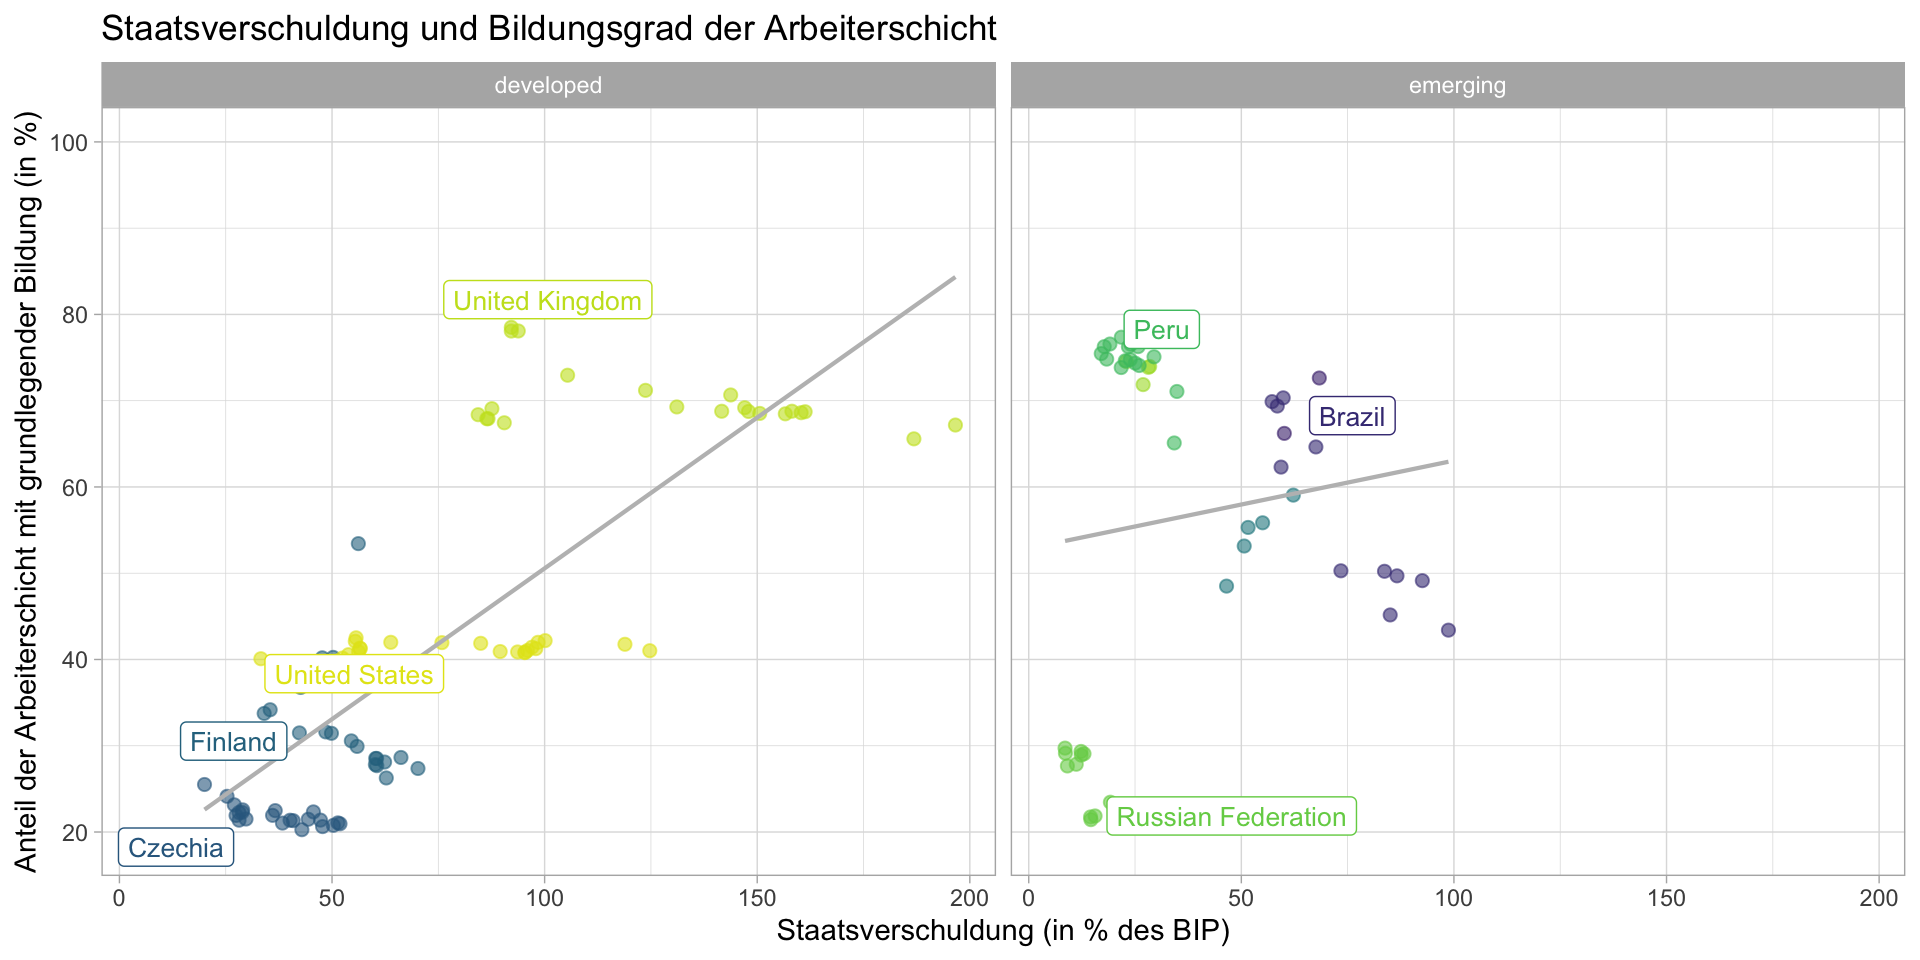 Staatsverschuldung und Bildungsgrad der Arbeiterschicht
developed
emerging
Anteil der Arbeiterschicht mit grundlegender Bildung (in %)
100
80
60
40
20
United Kingdom
United States
Finland
Czechia
Peru
Brazil
Russian Federation
0 50 100 150 200
0 50 100 150 200
Staatsverschuldung (in % des BIP)